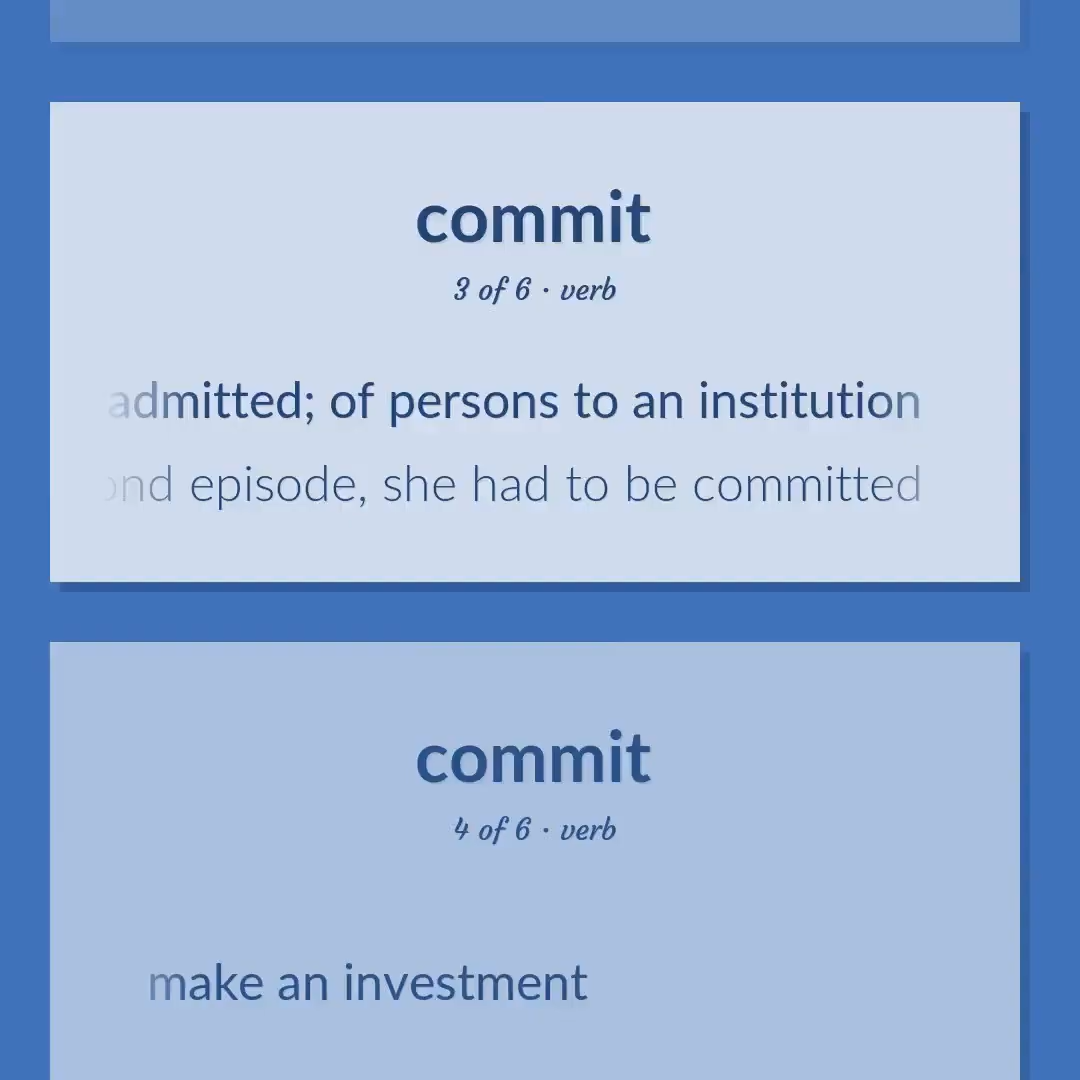 commit
3 of 6 · verb
admitted; of persons to an institution
episode, she had to be committed
commit
4 of 6 · verb
make an investment